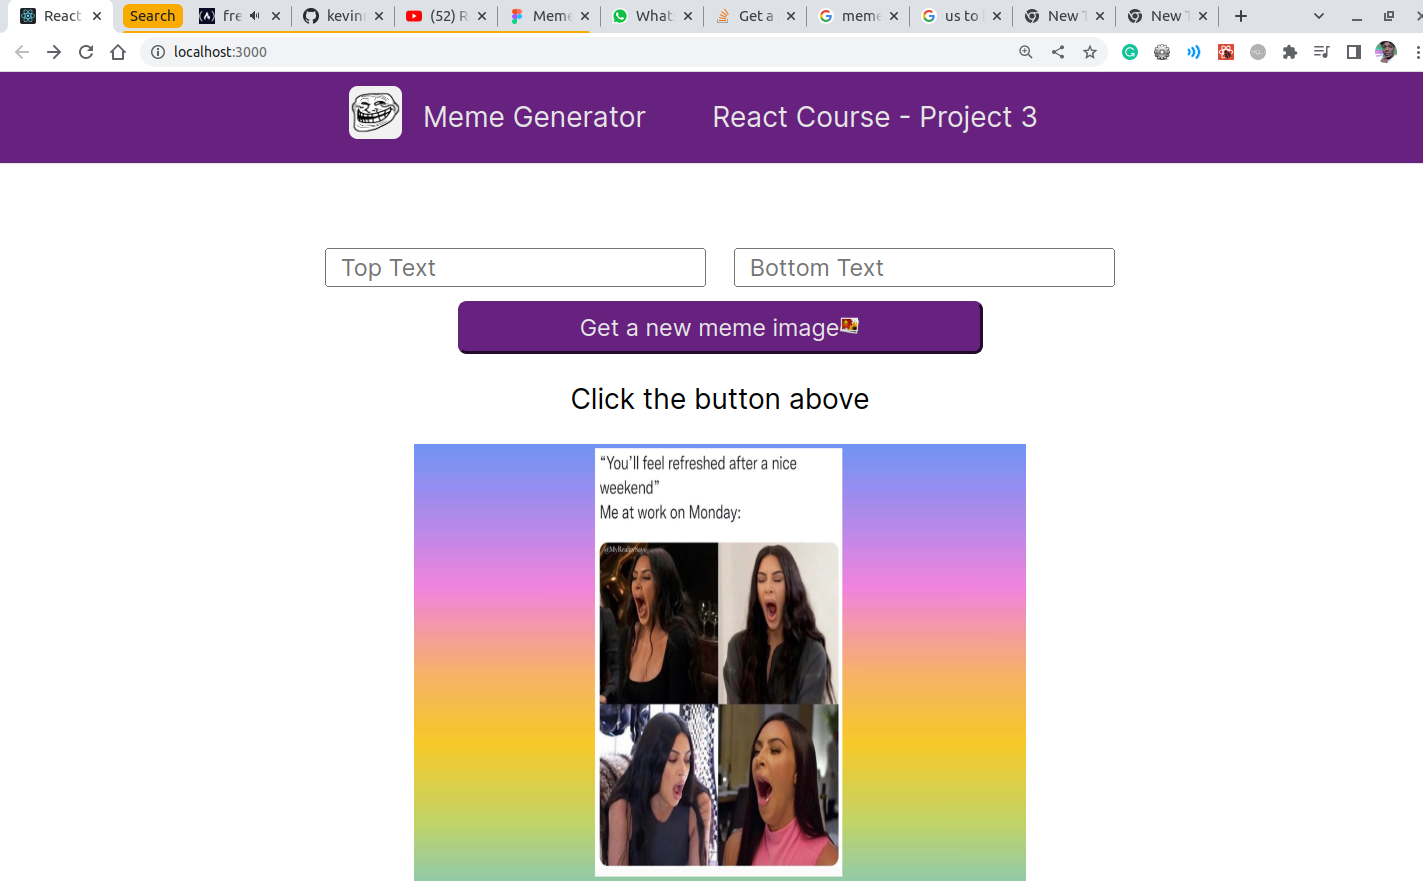 React
Search
fre
kevin
(52) R
Meme
What
Get a
meme
us to
New T
New T
localhost:3000
Meme Generator
React Course - Project 3
Top Text
Bottom Text
Get a new meme image
Click the button above
“You’ll feel refreshed after a nice
weekend”
Me at work on Monday: